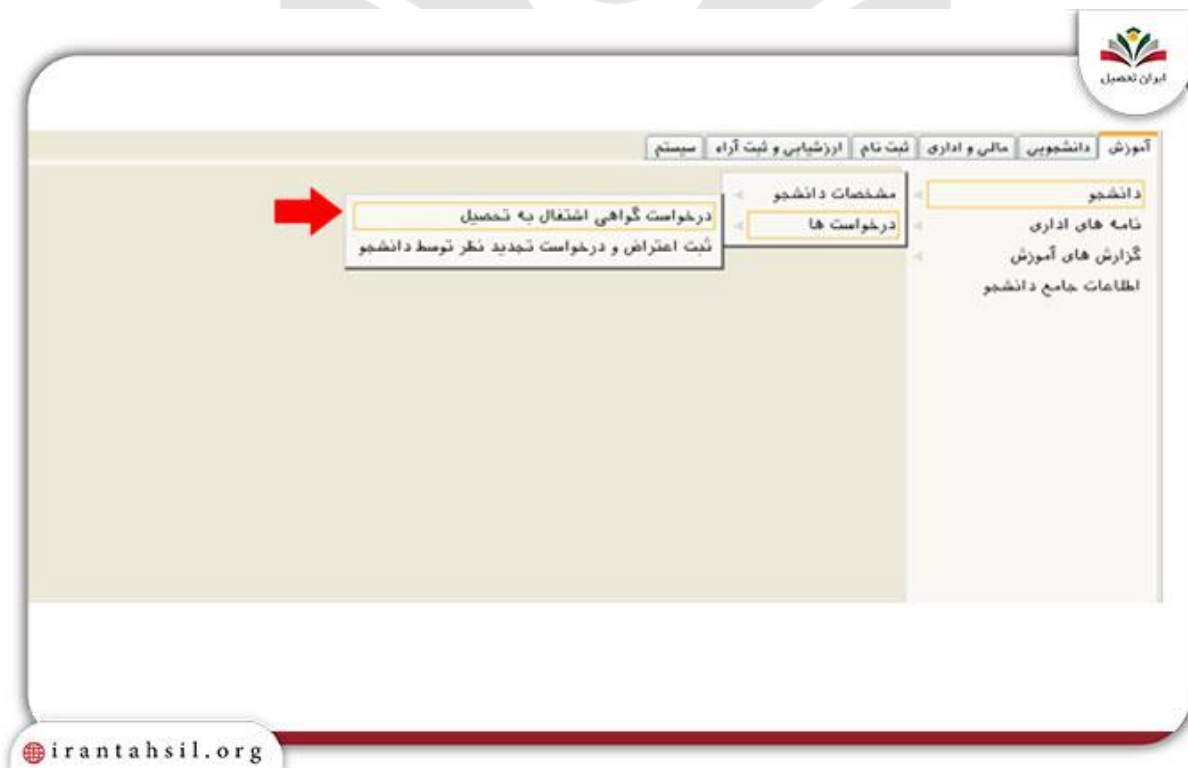 ایران تحصیل
آموزش دانشجویی مالی و اداری ثبت نام ارزشیابی و ثبت آراء سیستم
دانشجو
نامه های اداری
گزارش های آموزش
اطلاعات جامع دانشجو
مشخصات دانشجو
درخواست ها
درخواست گواهی اشتغال به تحصیل
ثبت اعتراض و درخواست تجدید نظر توسط دانشجو
irantahsil.org